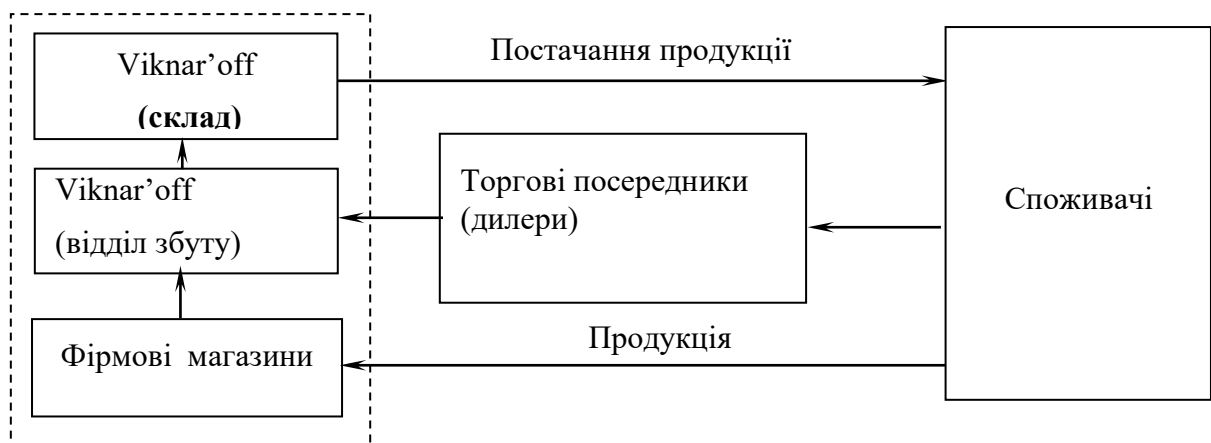 Viknar’off
(склад)
Постачання продукції
Viknar’off
(відділ збуту)
Торгові посередники
(дилери)
Споживачі
Фірмові магазини
Продукція